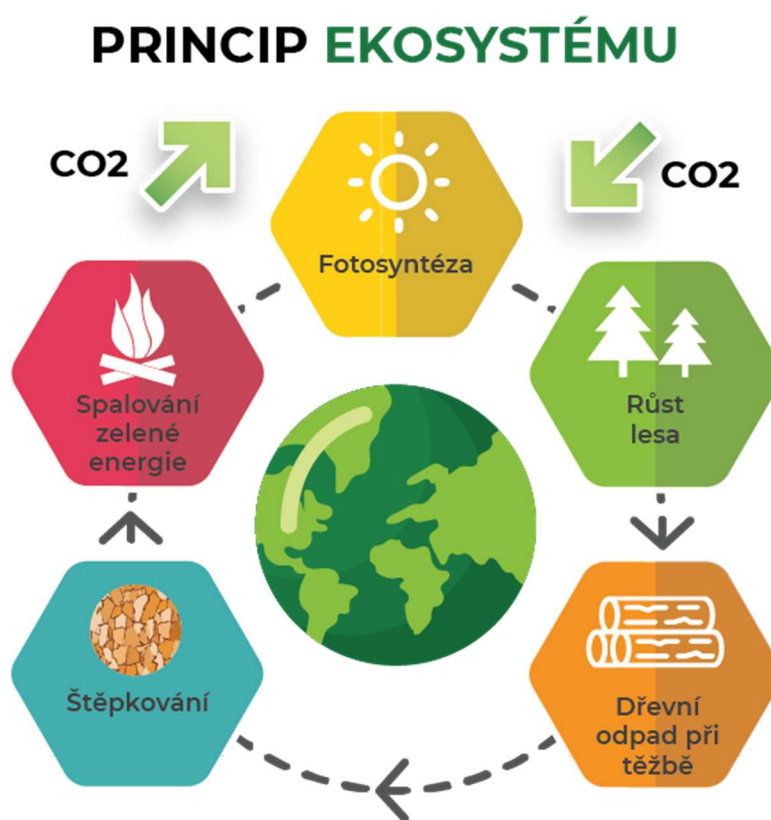 PRINCIP EKOSYSTÉMU
CO2
CO2
Fotosyntéza
Spalování
zelené
energie
Růst
lesa
Štěpkování
Dřevní
odpad při
těžbě